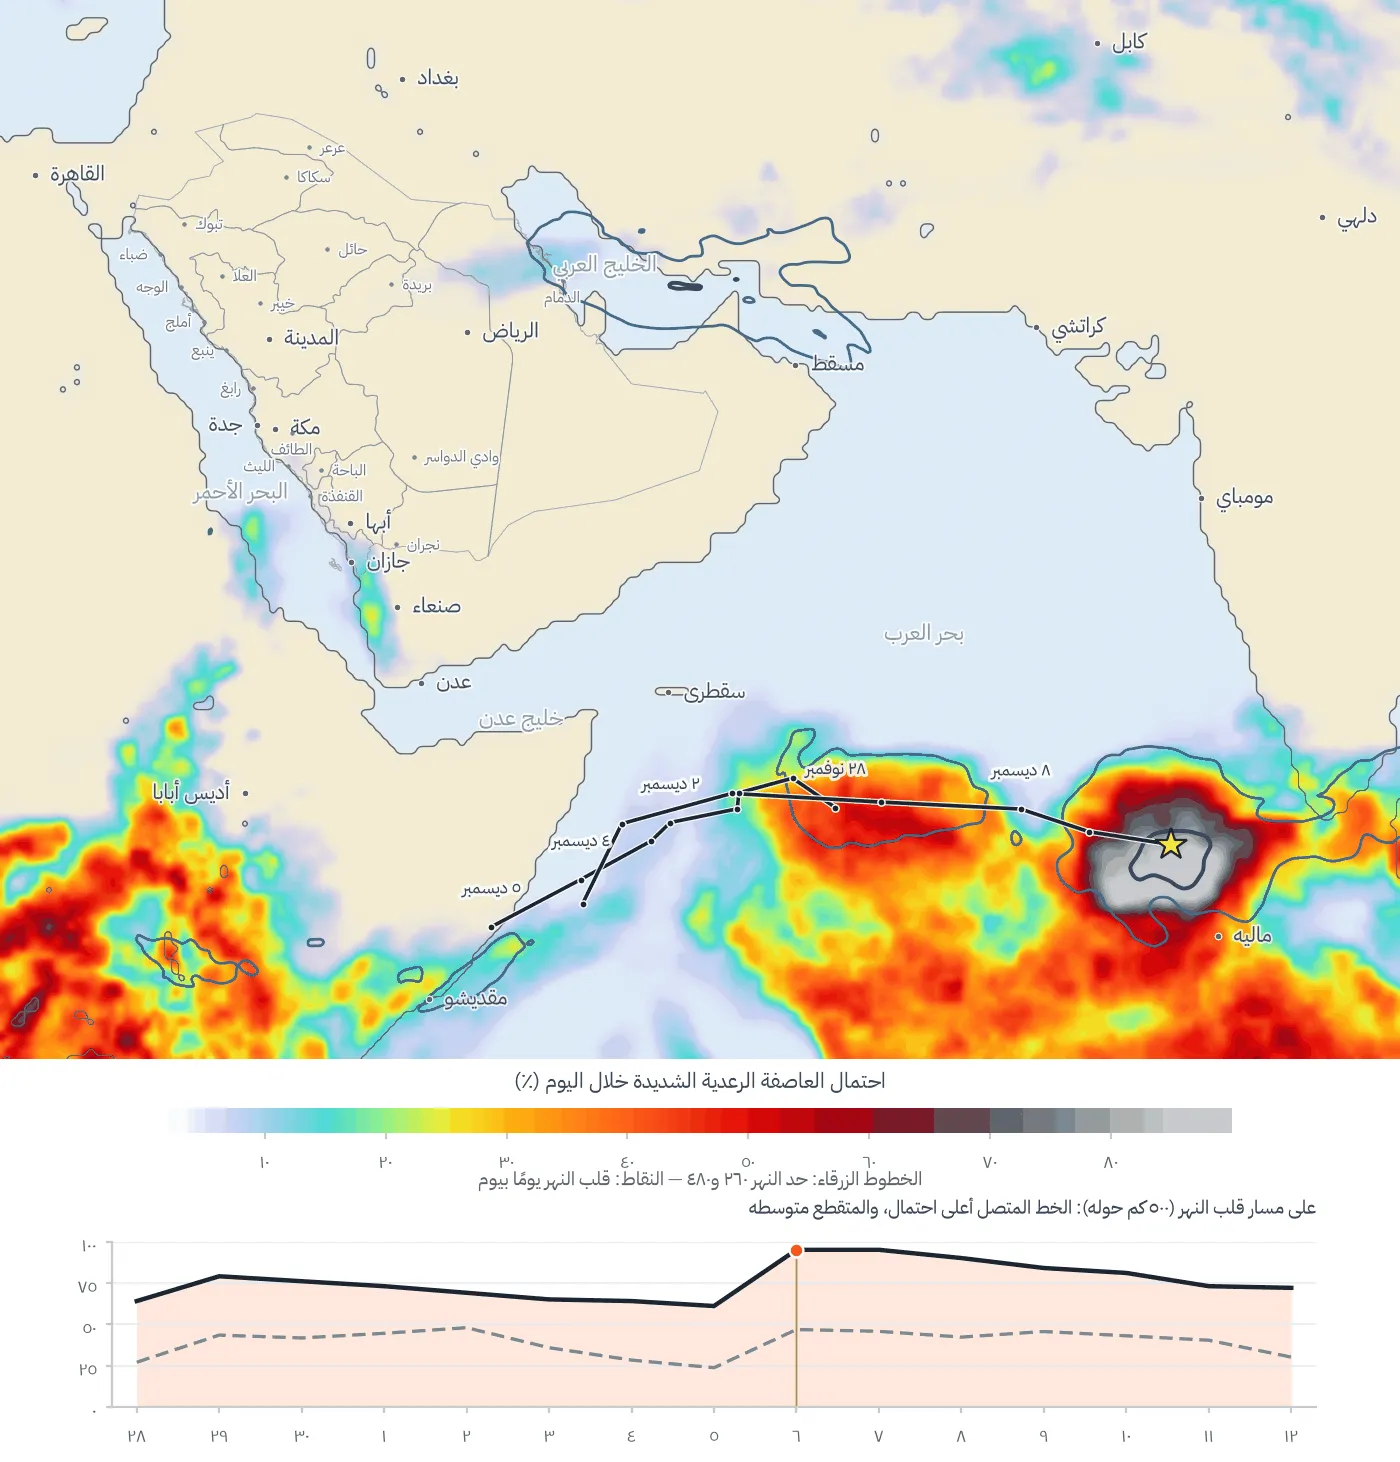 كابل
بغداد
عرعر
القاهرة
سكاكا
دلهي
تبوك
ضباء
حائل
الخليج العربي
العلا
الوجه
بريدة
الدمام
خيبر
أملج
الرياض
كراتشي
المدينة
ينبع
مسقط
رابغ
جدة
مكة
الطائف
وادي الدواسر
الليث
الباحة
البحر الأحمر
القنفذة
مومباي
أبها
نجران
جازان
صنعاء
بحر العرب
عدن
سقطرى
خليج عدن
٢٨ نوفمبر
٨ ديسمبر
٢ ديسمبر
أديس أبابا
٤ ديسمبر
٥ ديسمبر
ماليه
مقديشو
احتمال العاصفة الرعدية الشديدة خلال اليوم (٪)
١٠ ٢٠ ٣٠ ٤٠ ٥٠ ٦٠ ٧٠ ٨٠
الخطوط الزرقاء: حد النهر ٢٦٠ و٤٨٠ — النقاط: قلب النهر يومًا بيوم
على مسار قلب النهر (٥٠٠ كم حوله): الخط المتصل أعلى احتمال، والمتقطع متوسطه
١٠٠
٧٥
٥٠
٢٥
٠
٢٨ ٢٩ ٣٠ ١ ٢ ٣ ٤ ٥ ٦ ٧ ٨ ٩ ١٠ ١١ ١٢